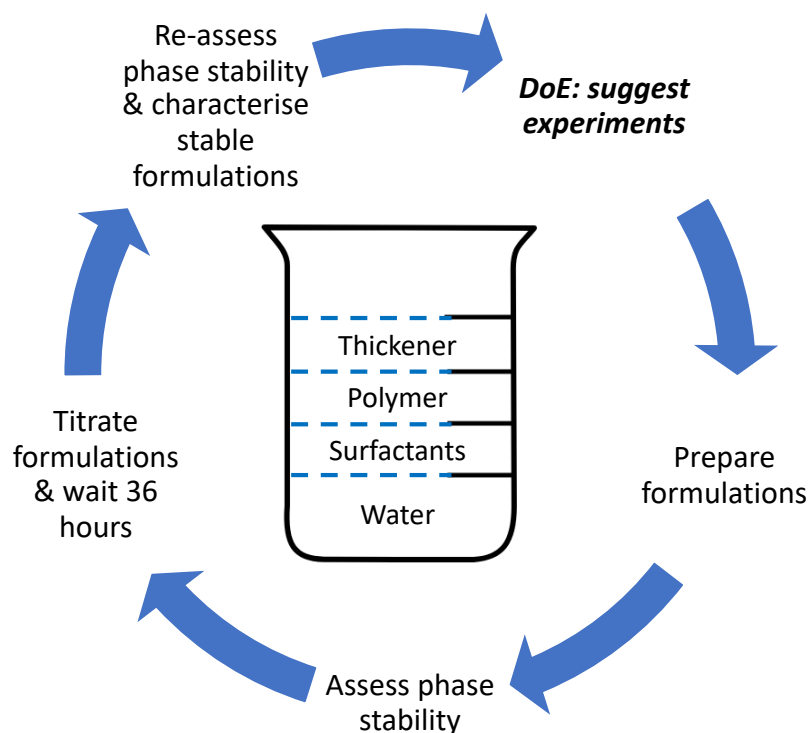 Re-assess
phase stability
& characterise
stable
formulations
DoE: suggest
experiments
Prepare
formulations
Assess phase
stability
Titrate
formulations
& wait 36
hours
Thickener
Polymer
Surfactants
Water